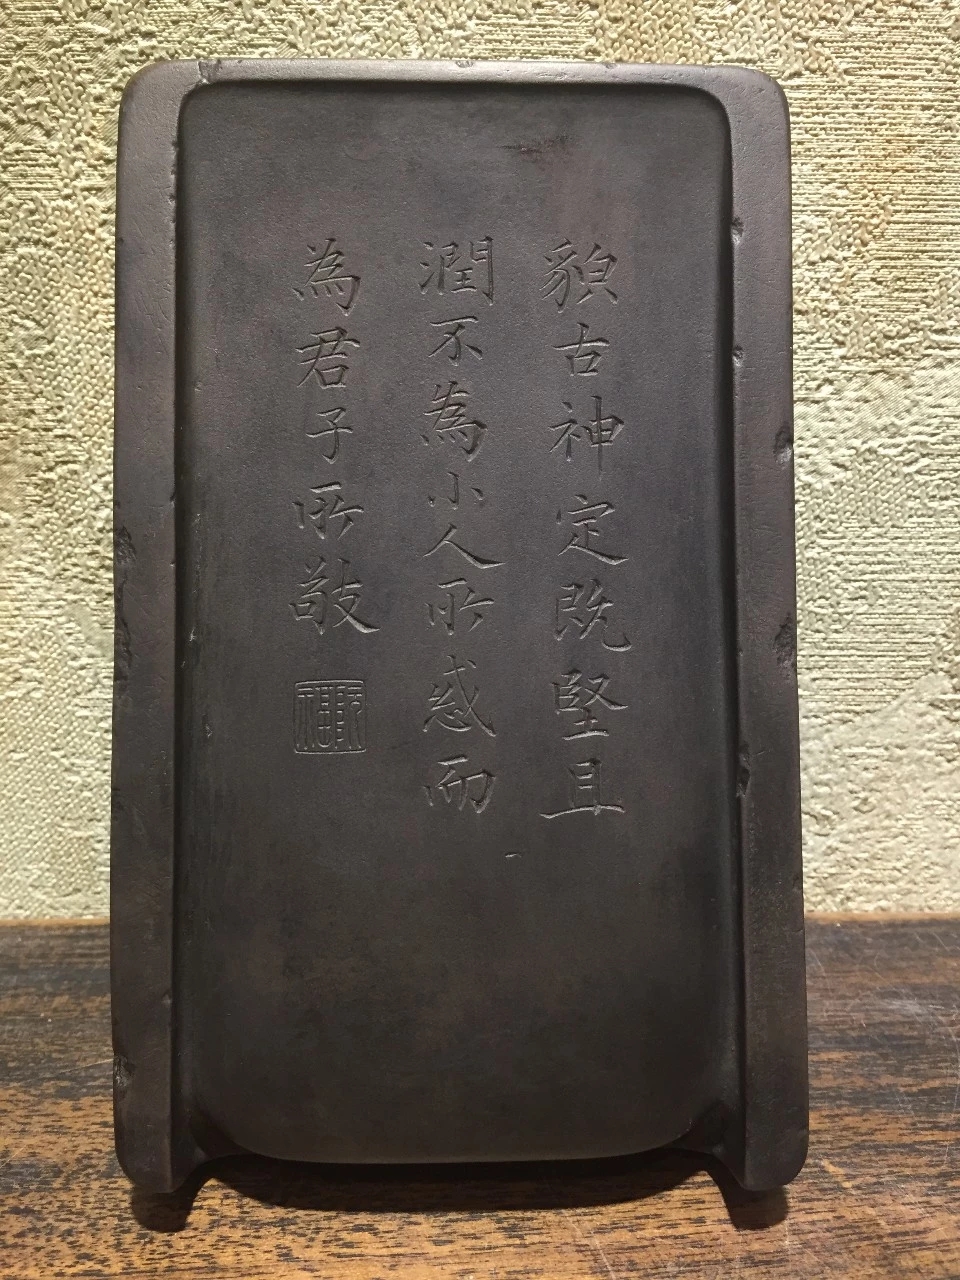 貌古神定既堅且
潤不為小人所惑而
為君子所敬